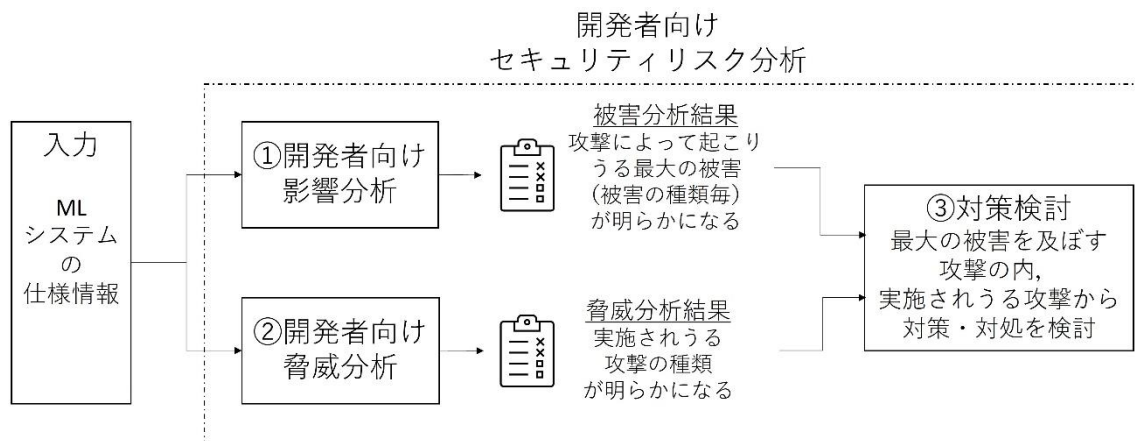 開発者向け
セキュリティリスク分析
入力
ML
システム
の
仕様情報
①開発者向け
影響分析
被害分析結果
攻撃によって起こり
うる最大の被害
(被害の種類毎)
が明らかになる
②開発者向け
脅威分析
脅威分析結果
実施されうる
攻撃の種類
が明らかになる
③対策検討
最大の被害を及ぼす
攻撃の内,
実施されうる攻撃から
対策・対処を検討